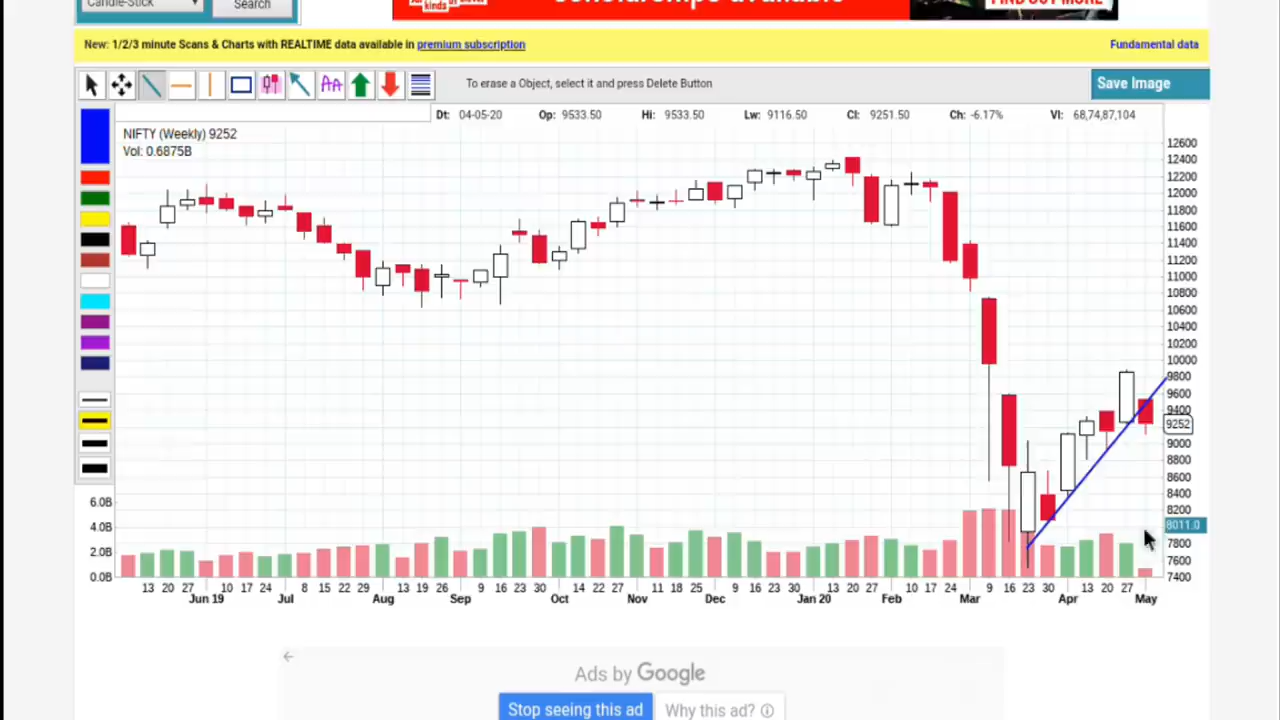 Candle-Stick
Search
New: 1/2/3 minute Scans & Charts with REALTIME data available in premium subscription
Fundamental data
AA
To erase a Object, select it and press Delete Button
Save Image
Dt: 04-05-20 Op: 9533.50 Hi: 9533.50 Lw: 9116.50 Cl: 9251.50 Ch: -6.17% Vl: 68,74,87,104
NIFTY (Weekly) 9252
Vol: 0.6875B
12600
12400
12200
12000
11800
11600
11400
11200
11000
10800
10600
10400
10200
10000
9800
9600
9400
9252
9000
8800
8600
8400
8200
8011.0
7800
7600
7400
6.0B
4.0B
2.0B
0.0B
13 20 27 10 17 24 8 15 22 29 13 19 26 9 16 23 30 14 22 27 11 18 25 9 16 23 30 13 20 27 10 17 24 9 16 23 30 13 20 27
Jun 19 Jul Aug Sep Oct Nov Dec Jan 20 Feb Mar Apr May
Ads by Google
Stop seeing this ad
Why this ad?